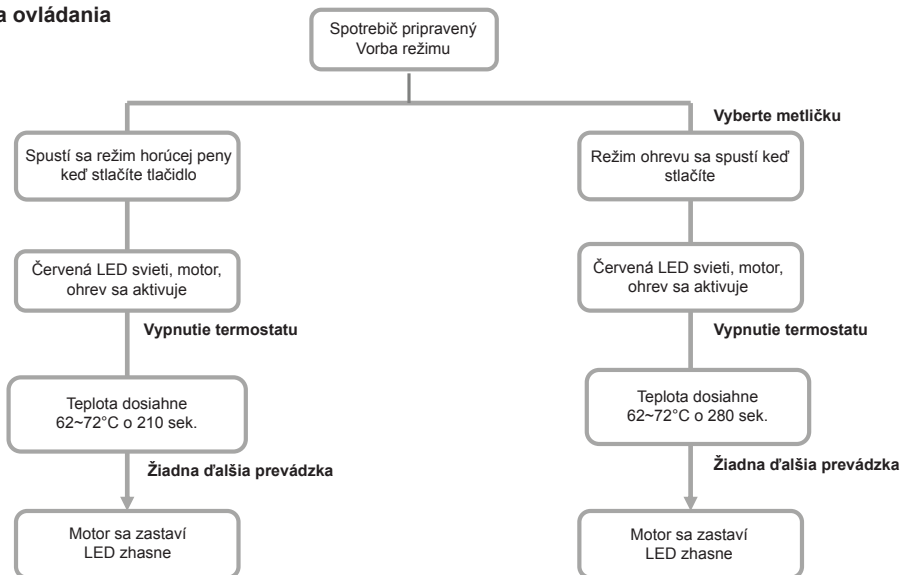 a ovládania
Spotrebič pripravený
Vorba režimu
Spustí sa režim horúcej peny
keď stlačíte tlačidlo
Červená LED svieti, motor,
ohrev sa aktivuje
Vypnutie termostatu
Teplota dosiahne
62~72°C o 210 sek.
Žiadna ďalšia prevádzka
Motor sa zastaví
LED zhasne
Vyberte metličku
Režim ohrevu sa spustí keď
stlačíte
Červená LED svieti, motor,
ohrev sa aktivuje
Vypnutie termostatu
Teplota dosiahne
62~72°C o 280 sek.
Žiadna ďalšia prevádzka
Motor sa zastaví
LED zhasne